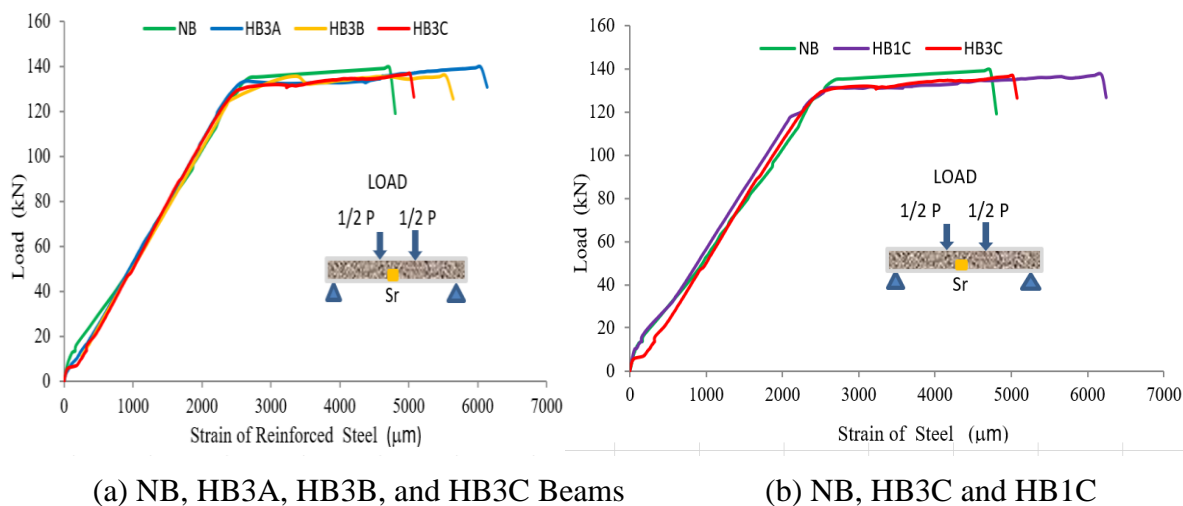 160
NB HB3A HB3B HB3C
140
120
100
80
60
40
20
0
Load (kN)
LOAD
1/2 P 1/2 P
Sr
0 1000 2000 3000 4000 5000 6000 7000
Strain of Reinforced Steel (μm)
(a) NB, HB3A, HB3B, and HB3C Beams
160
NB HB1C HB3C
140
120
100
80
60
40
20
0
Load (kN)
LOAD
1/2 P 1/2 P
Sr
0 1000 2000 3000 4000 5000 6000 7000
Strain of Steel (μm)
(b) NB, HB3C and HB1C